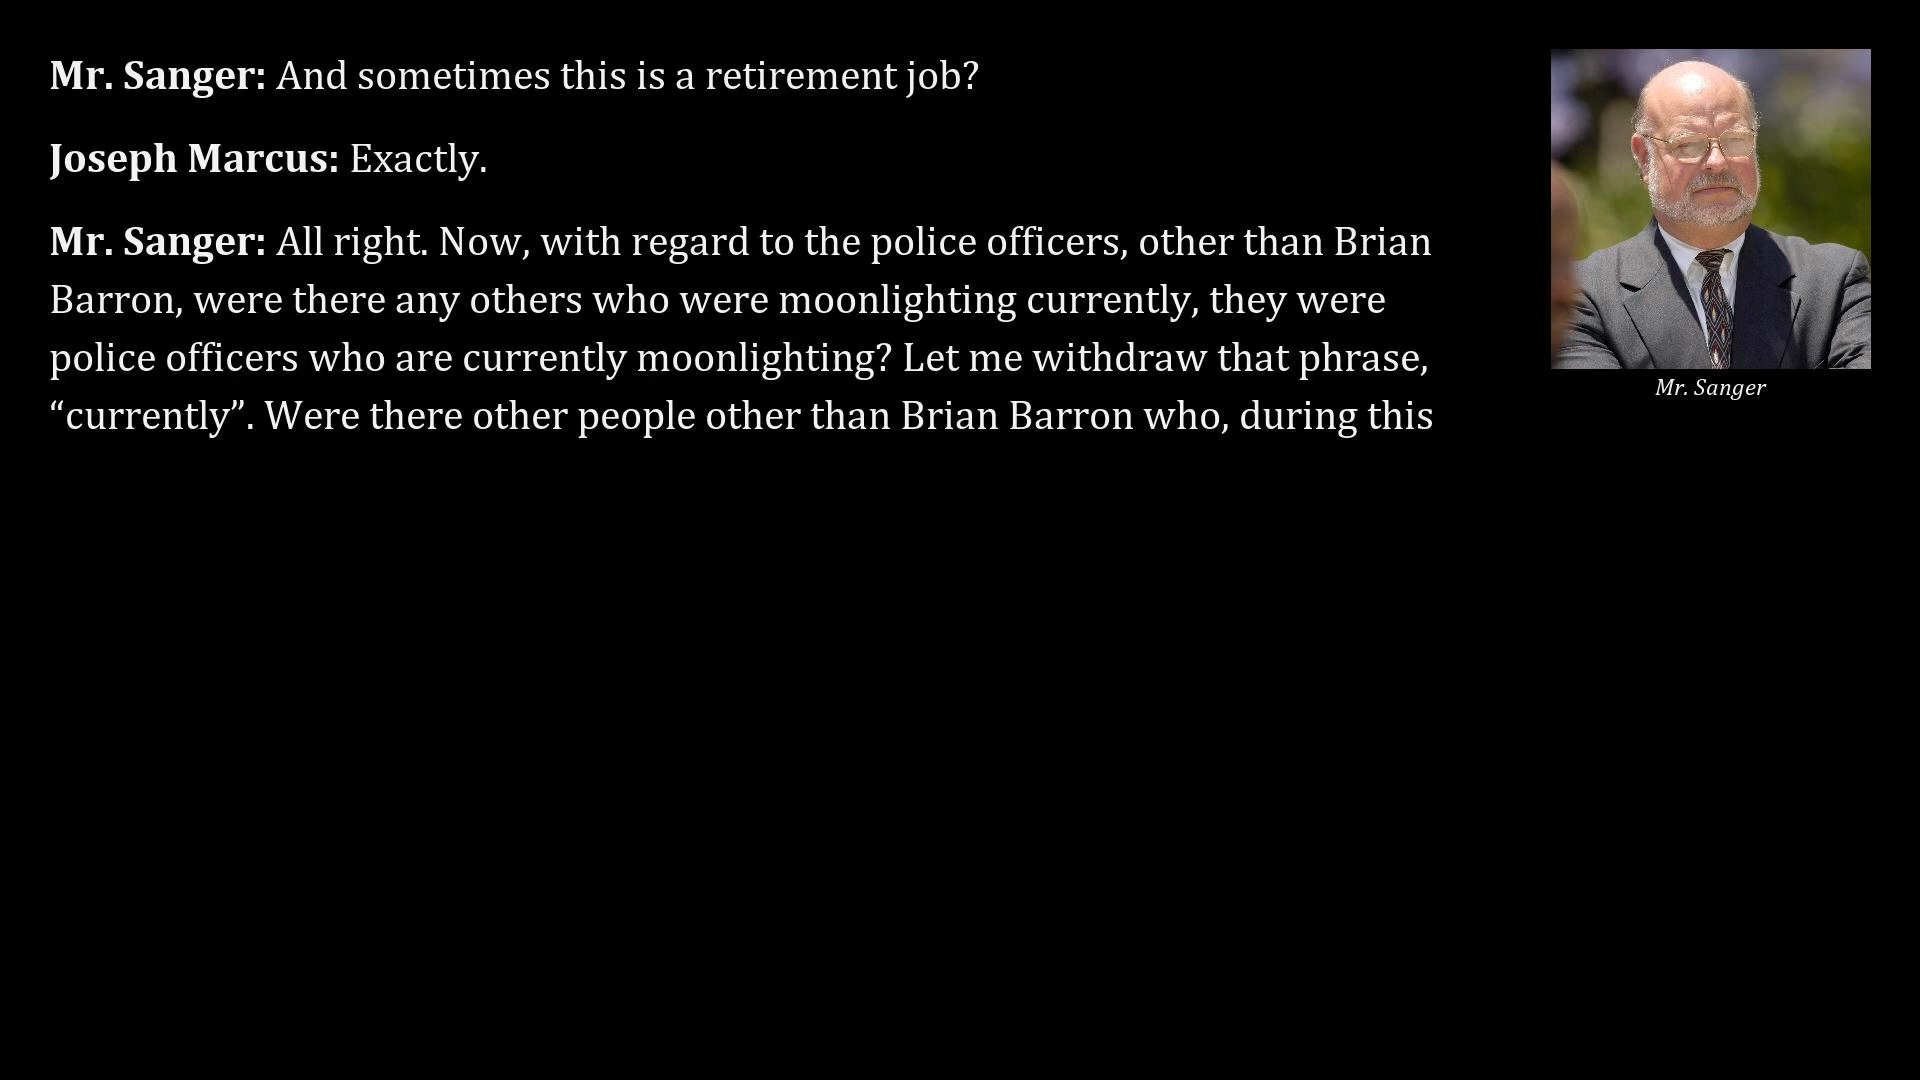 Mr. Sanger: And sometimes this is a retirement job?
Joseph Marcus: Exactly.
Mr. Sanger: All right. Now, with regard to the police officers, other than Brian
Barron, were there any others who were moonlighting currently, they were
police officers who are currently moonlighting? Let me withdraw that phrase,
“currently”. Were there other people other than Brian Barron who, during this
Mr. Sanger